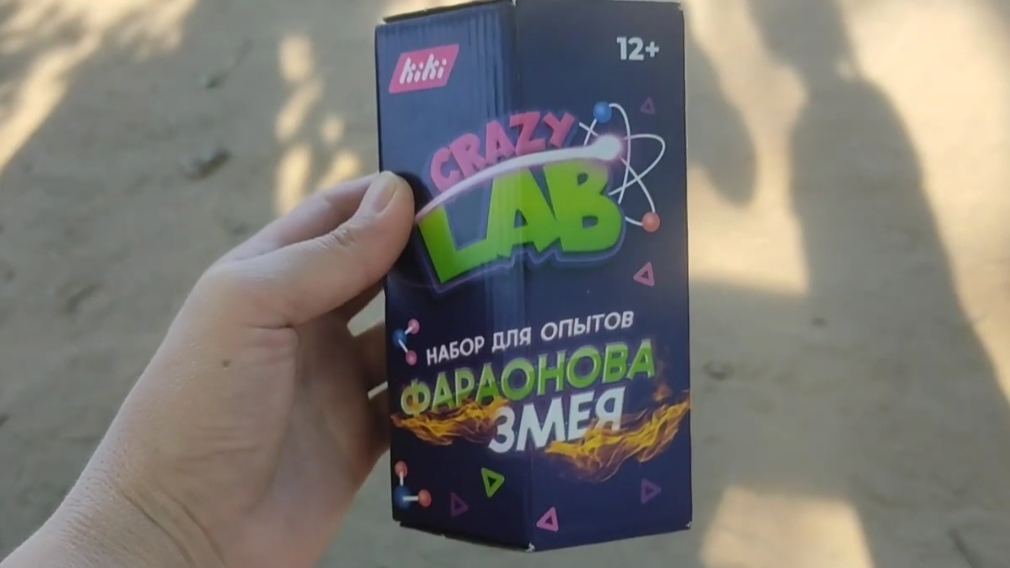 kiki
12+
CRAZY
LAB
НАБОР ДЛЯ ОПЫТОВ
ФАРАОНОВА
ЗМЕЯ